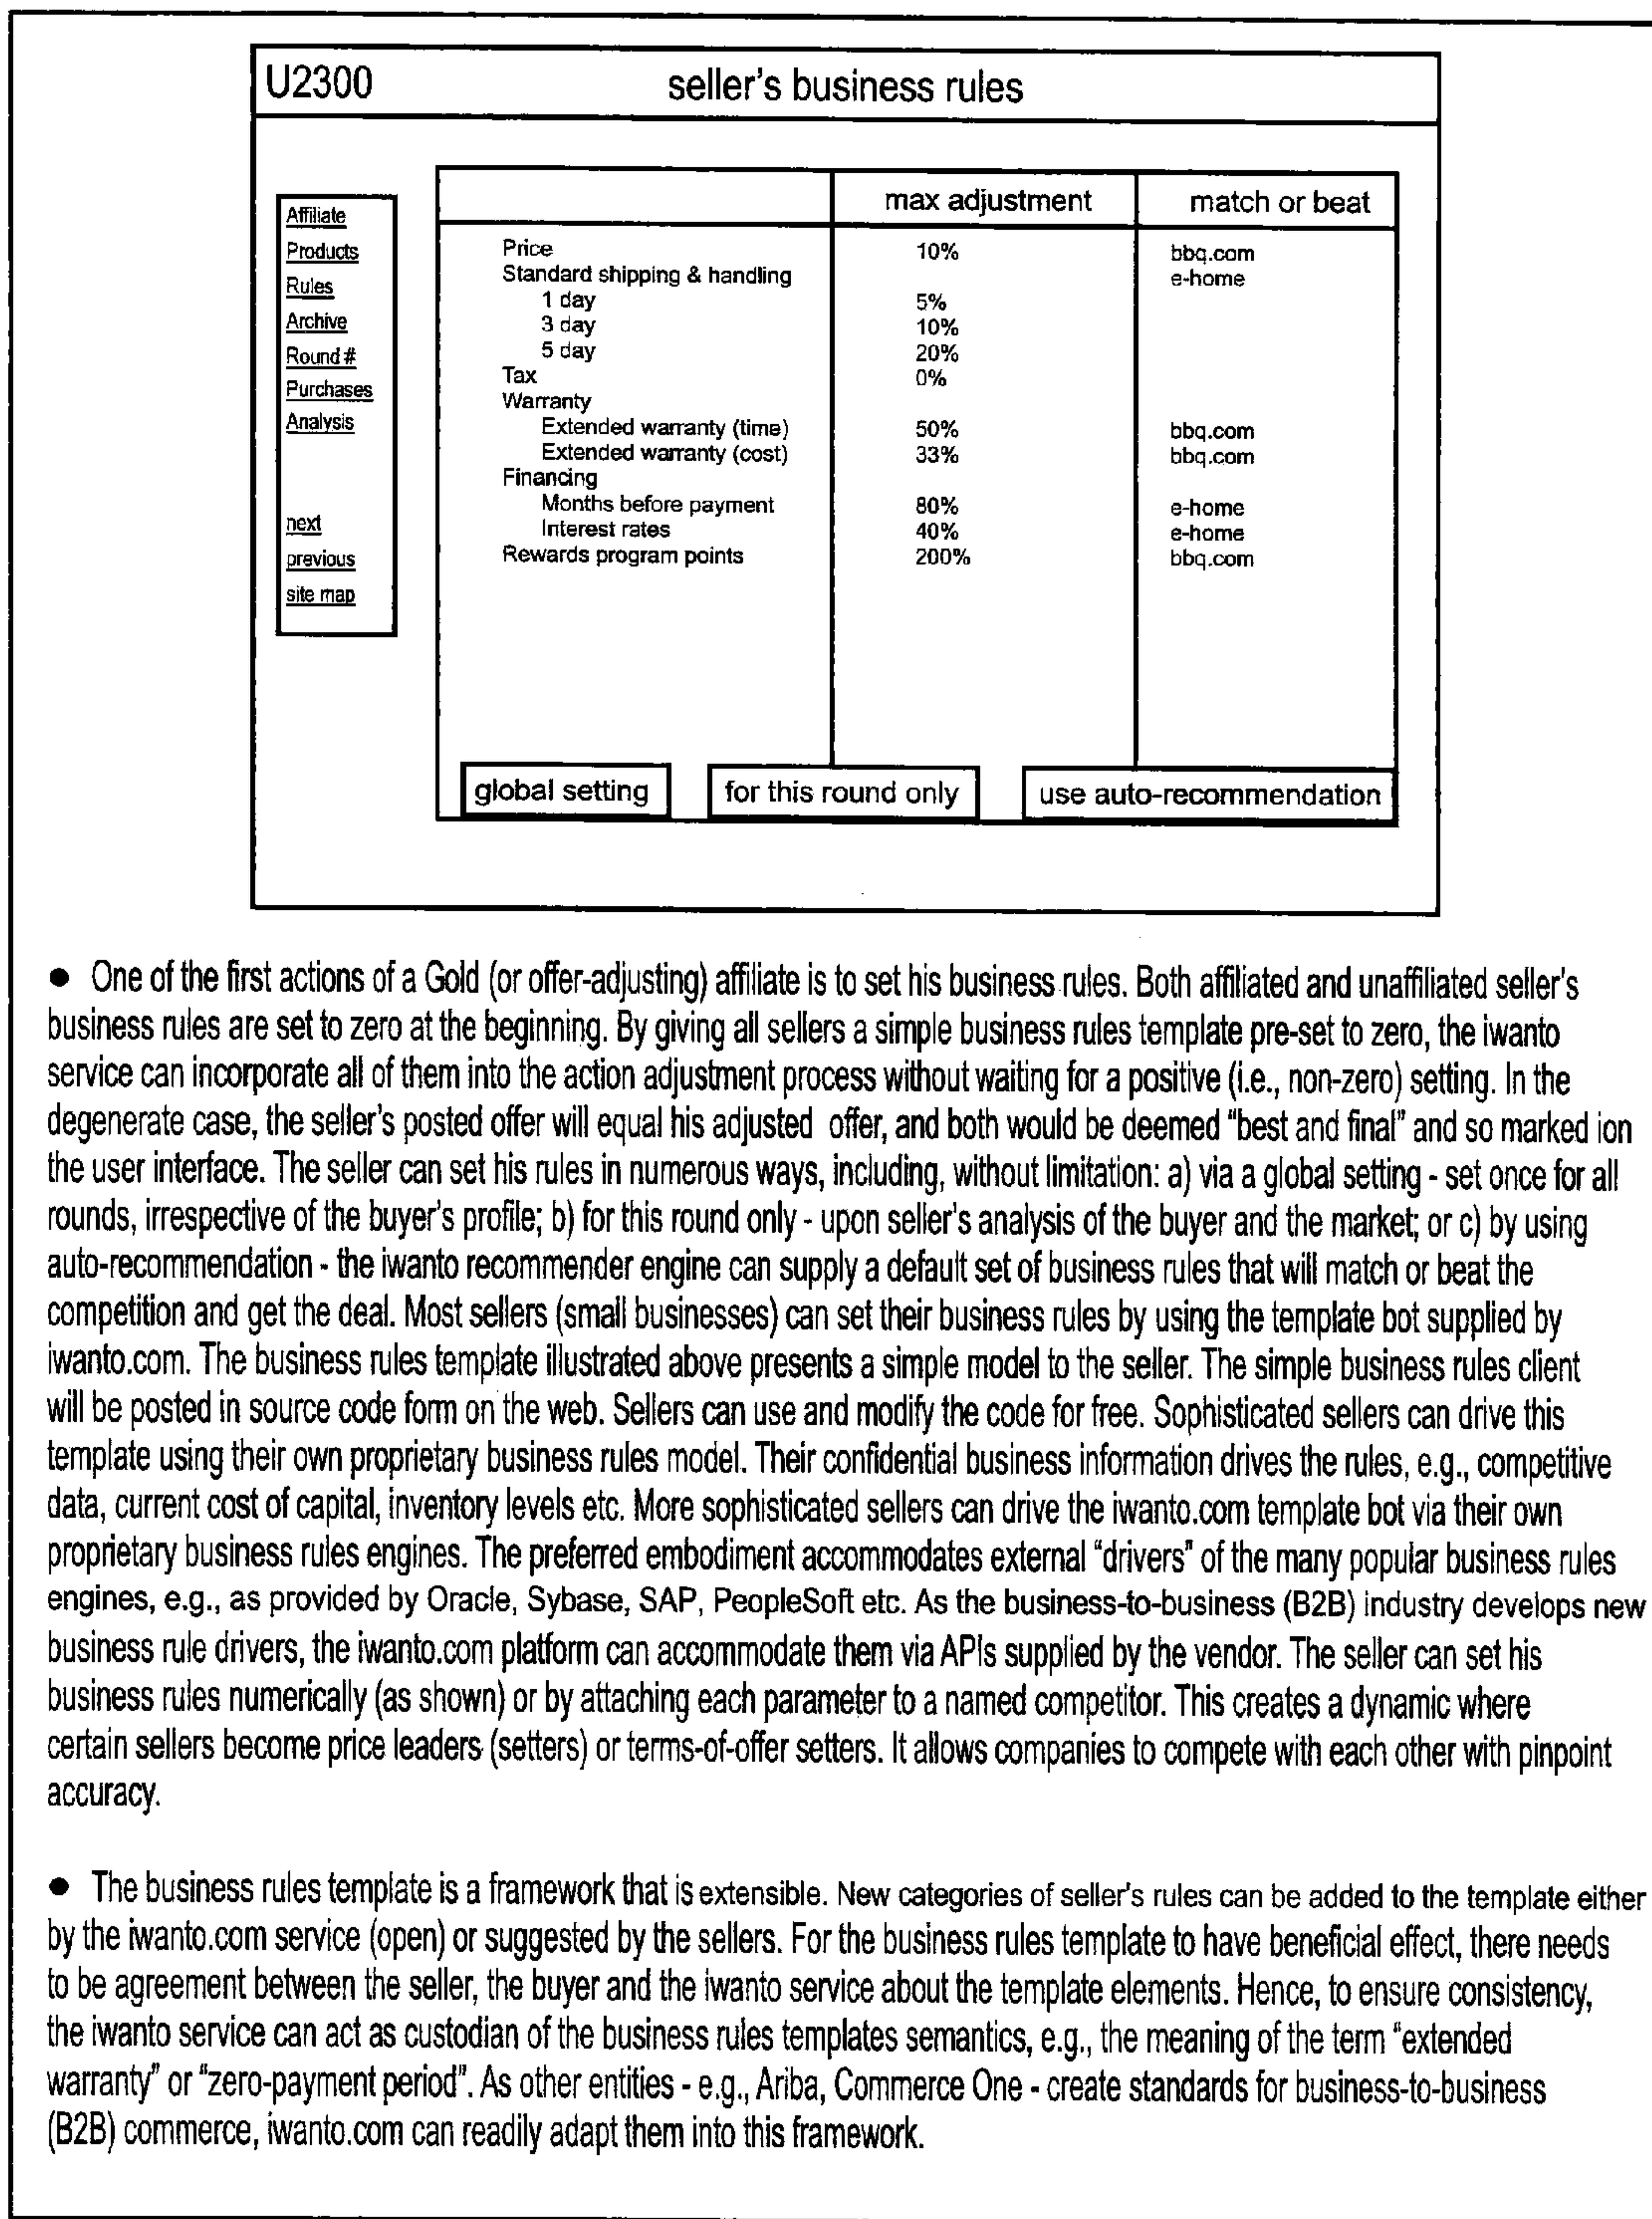 U2300 seller's business rules
Affiliate
Products
Rules
Archive
Round #
Purchases
Analysis
next
previous
site map
max adjustment match or beat
Price 10% bbq.com
Standard shipping & handling e-home
1 day 5%
3 day 10%
5 day 20%
Tax 0%
Warranty
Extended warranty (time) 50% bbq.com
Extended warranty (cost) 33% bbq.com
Financing
Months before payment 80% e-home
Interest rates 40% e-home
Rewards program points 200% bbq.com
global setting for this round only use auto-recommendation
● One of the first actions of a Gold (or offer-adjusting) affiliate is to set his business rules. Both affiliated and unaffiliated seller's
business rules are set to zero at the beginning. By giving all sellers a simple business rules template pre-set to zero, the iwanto
service can incorporate all of them into the action adjustment process without waiting for a positive (i.e., non-zero) setting. In the
degenerate case, the seller's posted offer will equal his adjusted offer, and both would be deemed "best and final" and so marked ion
the user interface. The seller can set his rules in numerous ways, including, without limitation: a) via a global setting - set once for all
rounds, irrespective of the buyer's profile; b) for this round only - upon seller's analysis of the buyer and the market; or c) by using
auto-recommendation - the iwanto recommender engine can supply a default set of business rules that will match or beat the
competition and get the deal. Most sellers (small businesses) can set their business rules by using the template bot supplied by
iwanto.com. The business rules template illustrated above presents a simple model to the seller. The simple business rules client
will be posted in source code form on the web. Sellers can use and modify the code for free. Sophisticated sellers can drive this
template using their own proprietary business rules model. Their confidential business information drives the rules, e.g., competitive
data, current cost of capital, inventory levels etc. More sophisticated sellers can drive the iwanto.com template bot via their own
proprietary business rules engines. The preferred embodiment accommodates external "drivers" of the many popular business rules
engines, e.g., as provided by Oracle, Sybase, SAP, PeopleSoft etc. As the business-to-business (B2B) industry develops new
business rule drivers, the iwanto.com platform can accommodate them via APIs supplied by the vendor. The seller can set his
business rules numerically (as shown) or by attaching each parameter to a named competitor. This creates a dynamic where
certain sellers become price leaders (setters) or terms-of-offer setters. It allows companies to compete with each other with pinpoint
accuracy.
● The business rules template is a framework that is extensible. New categories of seller's rules can be added to the template either
by the iwanto.com service (open) or suggested by the sellers. For the business rules template to have beneficial effect, there needs
to be agreement between the seller, the buyer and the iwanto service about the template elements. Hence, to ensure consistency,
the iwanto service can act as custodian of the business rules templates semantics, e.g., the meaning of the term "extended
warranty" or "zero-payment period". As other entities - e.g., Ariba, Commerce One - create standards for business-to-business
(B2B) commerce, iwanto.com can readily adapt them into this framework.